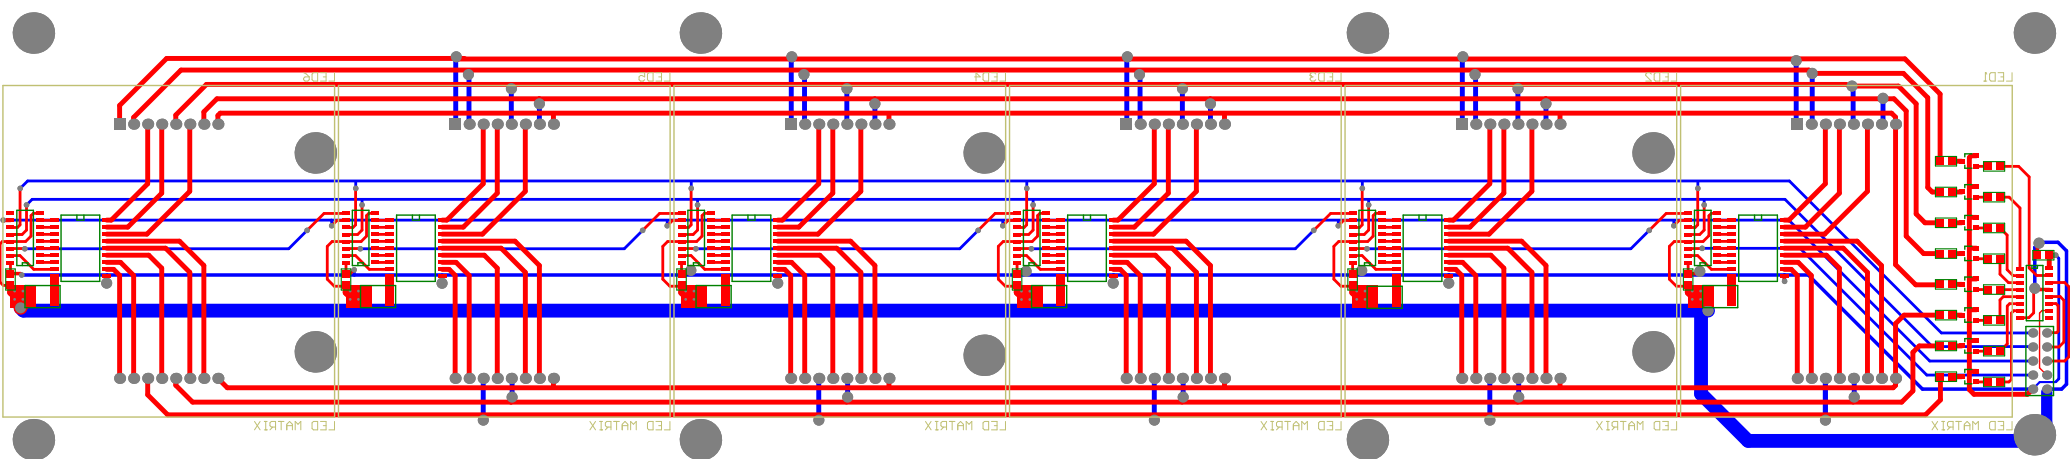 LED6 LED5 LED4 LED3 LED2 LED1
LED MATRIX LED MATRIX LED MATRIX LED MATRIX LED MATRIX LED MATRIX